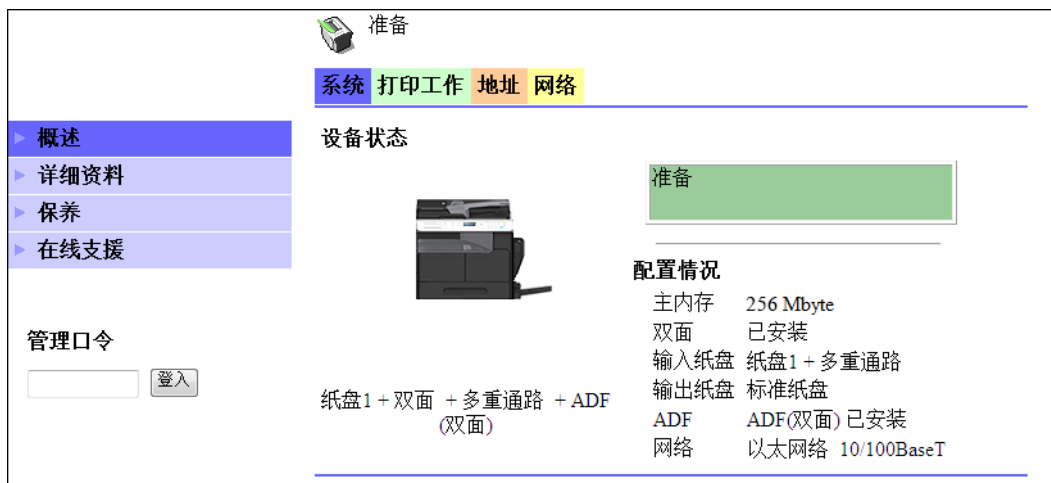 准备
系统 打印工作 地址 网络
概述
详细资料
保养
在线支援
管理口令
登入
设备状态
纸盘1 + 双面 + 多重通路 + ADF
(双面)
准备
配置情况
主内存 256 Mbyte
双面 已安装
输入纸盘 纸盘1 + 多重通路
输出纸盘 标准纸盘
ADF ADF(双面) 已安装
网络 以太网络 10/100BaseT